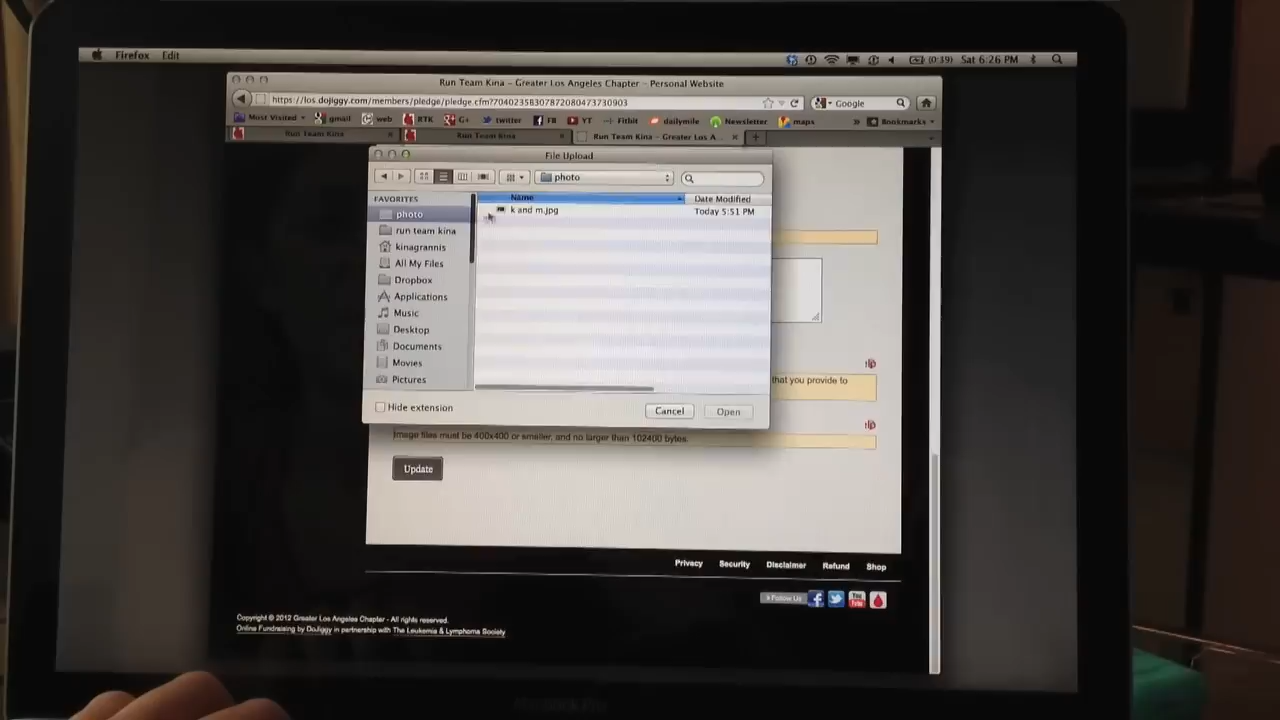 Firefox Edit
(0:39) Sat 6:26 PM
Run Team Kina – Greater Los Angeles Chapter – Personal Website
https://los.dojiggy.com/members/pledge/pledge.cfm?70402358307872080473730903
Google
Most Visited gmail web RTK G+ twitter FB YT Fitbit dailymile Newsletter maps » Bookmarks
Run Team Kina Run Team Kina Run Team Kina – Greater Los A...
File Upload
photo
FAVORITES
Name Date Modified
photo
k and m.jpg Today 5:51 PM
run team kina
kinagrannis
All My Files
Dropbox
Applications
Music
Desktop
Documents
Movies
Pictures
tip
that you provide to
Hide extension Cancel Open
tip
Image files must be 400x400 or smaller, and no larger than 102400 bytes.
Update
Privacy Security Disclaimer Refund Shop
Follow Us
You Tube
Copyright © 2012 Greater Los Angeles Chapter - All rights reserved.
Online Fundraising by DoJiggy in partnership with The Leukemia & Lymphoma Society